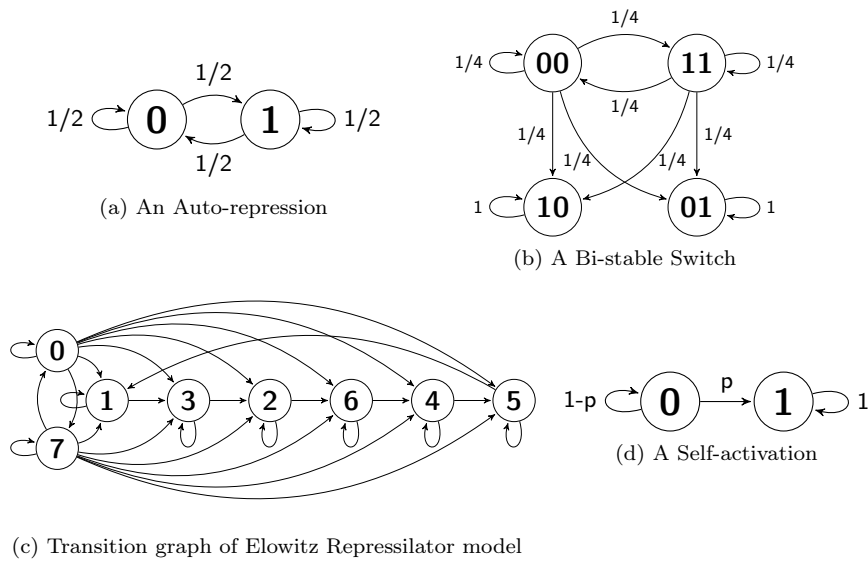 1/2
1/2 0 1 1/2
1/2
(a) An Auto-repression
1/4
1/4 00 11 1/4
1/4
1/4 1/4 1/4 1/4
1 10 01 1
(b) A Bi-stable Switch
0
1 3 2 6 4 5
7
(c) Transition graph of Elowitz Repressilator model
p
1-p 0 1 1
(d) A Self-activation